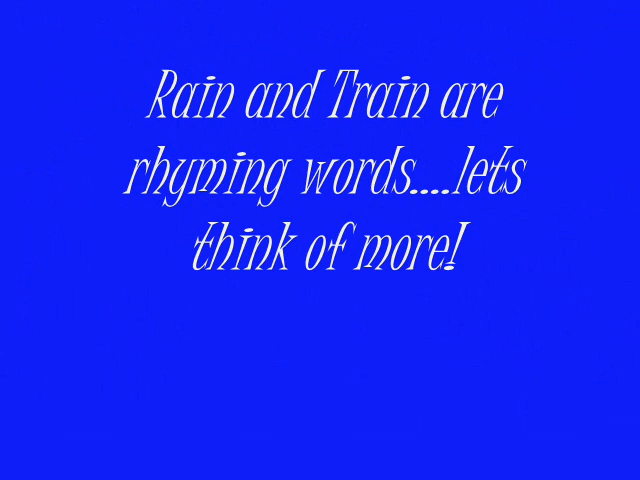 Rain and Train are
rhyming words....lets
think of more!